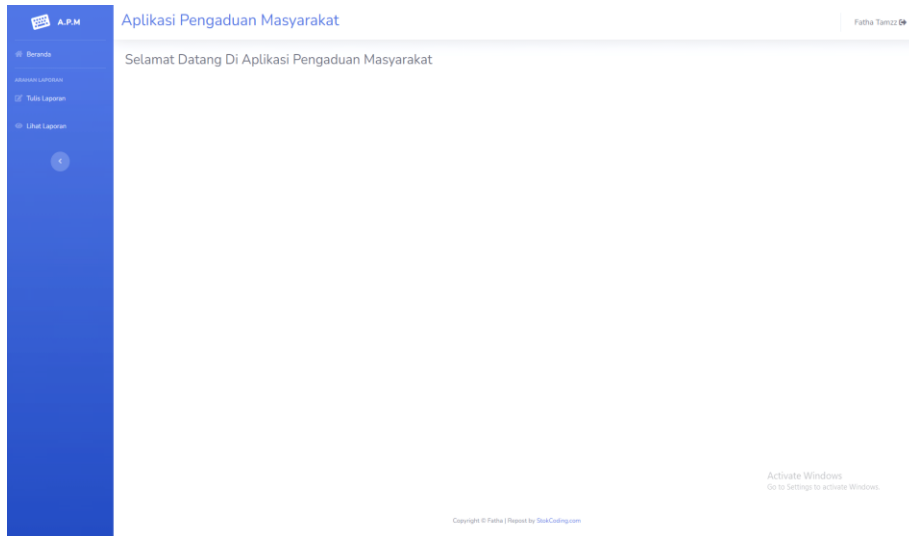 A.P.M
Aplikasi Pengaduan Masyarakat
Fatha Tamzz
Beranda
Selamat Datang Di Aplikasi Pengaduan Masyarakat
ARAHAN LAPORAN
Tulis Laporan
Lihat Laporan
Activate Windows
Go to Settings to activate Windows.
Copyright © Fatha | Repost by StokCoding.com